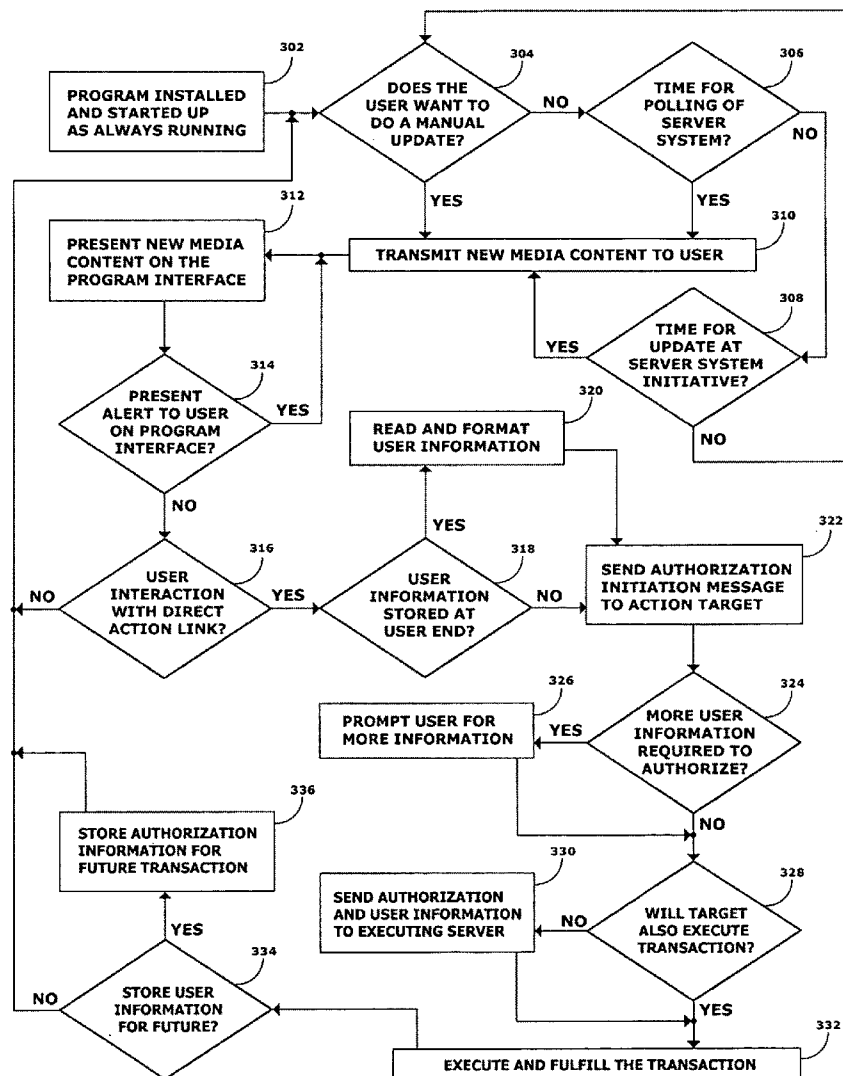 302
PROGRAM INSTALLED
AND STARTED UP
AS ALWAYS RUNNING
304
DOES THE
USER WANT TO
DO A MANUAL
UPDATE?
NO
YES
306
TIME FOR
POLLING OF
SERVER
SYSTEM?
NO
YES
312
PRESENT NEW MEDIA
CONTENT ON THE
PROGRAM INTERFACE
310
TRANSMIT NEW MEDIA CONTENT TO USER
308
TIME FOR
UPDATE AT
SERVER SYSTEM
INITIATIVE?
YES
NO
314
PRESENT
ALERT TO USER
ON PROGRAM
INTERFACE?
YES
NO
320
READ AND FORMAT
USER INFORMATION
316
USER
INTERACTION
WITH DIRECT
ACTION LINK?
NO
YES
318
USER
INFORMATION
STORED AT
USER END?
YES
NO
322
SEND AUTHORIZATION
INITIATION MESSAGE
TO ACTION TARGET
324
MORE USER
INFORMATION
REQUIRED TO
AUTHORIZE?
YES
NO
326
PROMPT USER FOR
MORE INFORMATION
336
STORE AUTHORIZATION
INFORMATION FOR
FUTURE TRANSACTION
330
SEND AUTHORIZATION
AND USER INFORMATION
TO EXECUTING SERVER
328
WILL TARGET
ALSO EXECUTE
TRANSACTION?
NO
YES
334
STORE USER
INFORMATION
FOR FUTURE?
YES
NO
332
EXECUTE AND FULFILL THE TRANSACTION